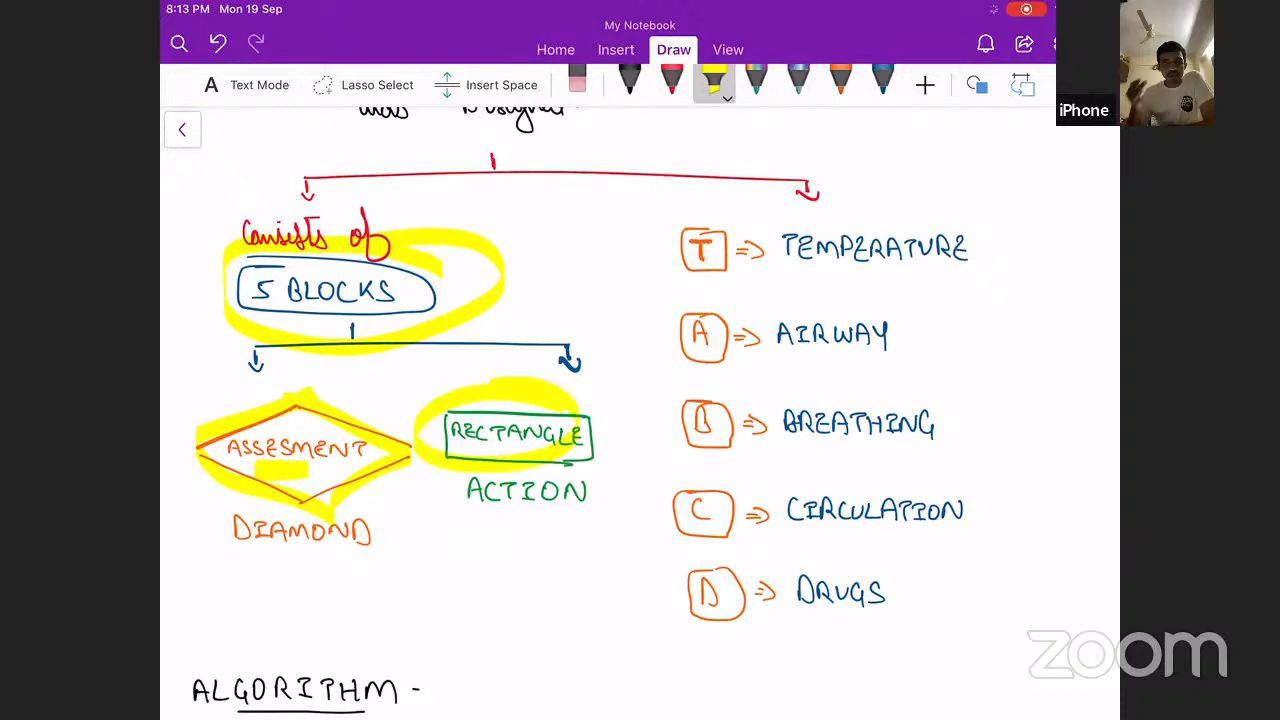 8:13 PM Mon 19 Sep
My Notebook
Home Insert Draw View
A Text Mode Lasso Select Insert Space
iPhone
Consists of
5 BLOCKS
ASSESMENT
DIAMOND
RECTANGLE
ACTION
T => TEMPERATURE
A => AIRWAY
B => BREATHING
C => CIRCULATION
D => DRUGS
ALGORITHM -
zoom